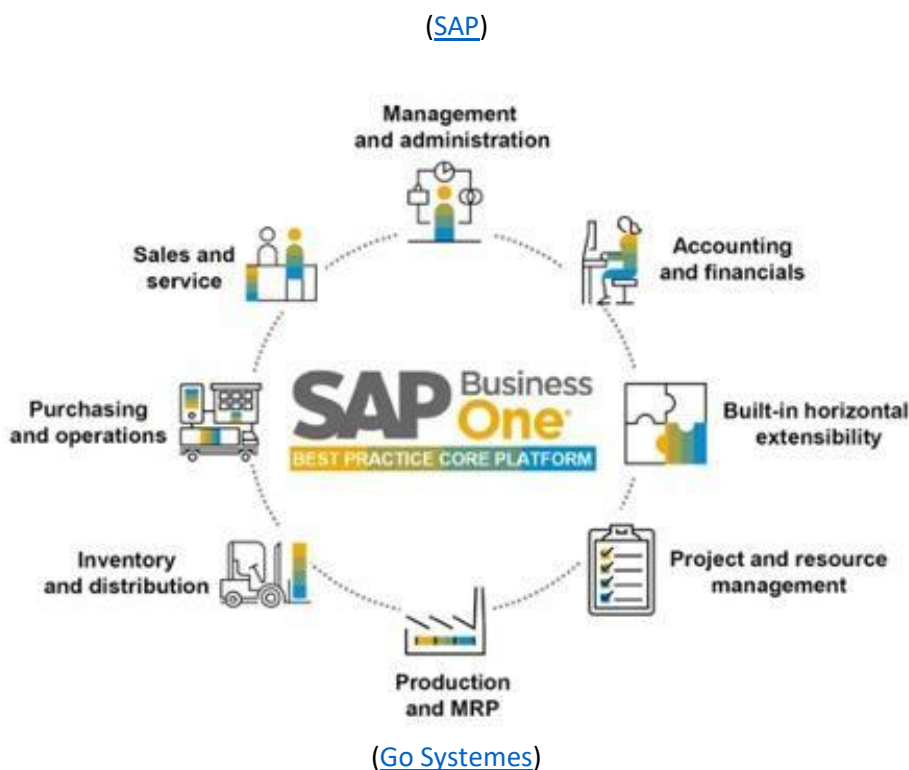 (SAP)
Management
and administration
Sales and
service
Accounting
and financials
Purchasing
and operations
SAP Business
One®
BEST PRACTICE CORE PLATFORM
Built-in horizontal
extensibility
Inventory
and distribution
Project and resource
management
Production
and MRP
(Go Systemes)